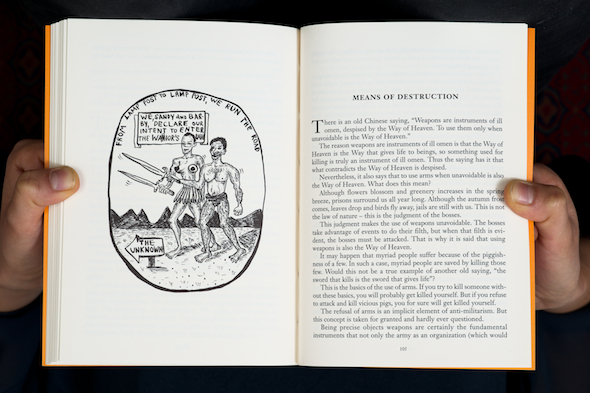 FROM LAMP POST TO LAMP POST, WE RUN THE ROAD
WE, SANDY AND BAR-
BY, DECLARE OUR
INTENT TO ENTER
THE WARRIOR'S
THE
UNKNOWN
MEANS OF DESTRUCTION
There is an old Chinese saying, “Weapons are instruments of ill
omen, despised by the Way of Heaven. To use them only when
unavoidable is the Way of Heaven.”
The reason weapons are instruments of ill omen is that the Way of
Heaven is the Way that gives life to beings, so something used for
killing is truly an instrument of ill omen. Thus the saying has it that
what contradicts the Way of Heaven is despised.
Nevertheless, it also says that to use arms when unavoidable is also
the Way of Heaven. What does this mean?
Although flowers blossom and greenery increases in the spring
breeze, prisons surround us all year long. Although the autumn frost
comes, leaves drop and birds fly away, jails are still with us. This is not
the law of nature – this is the judgment of the bosses.
This judgment makes the use of weapons unavoidable. The bosses
take advantage of events to do their filth, but when that filth is evi-
dent, the bosses must be attacked. That is why it is said that using
weapons is also the Way of Heaven.
It may happen that myriad people suffer because of the piggish-
ness of a few. In such a case, myriad people are saved by killing those
few. Would this not be a true example of another old saying, “the
sword that kills is the sword that gives life”?
This is the basics of the use of arms. If you try to kill someone with-
out these basics, you will probably get killed yourself. But if you refuse
to attack and kill vicious pigs, you for sure will get killed yourself.
The refusal of arms is an implicit element of anti-militarism. But
this concept is taken for granted and hardly ever questioned.
Being precise objects weapons are certainly the fundamental
instruments that not only the army as an organization (which would